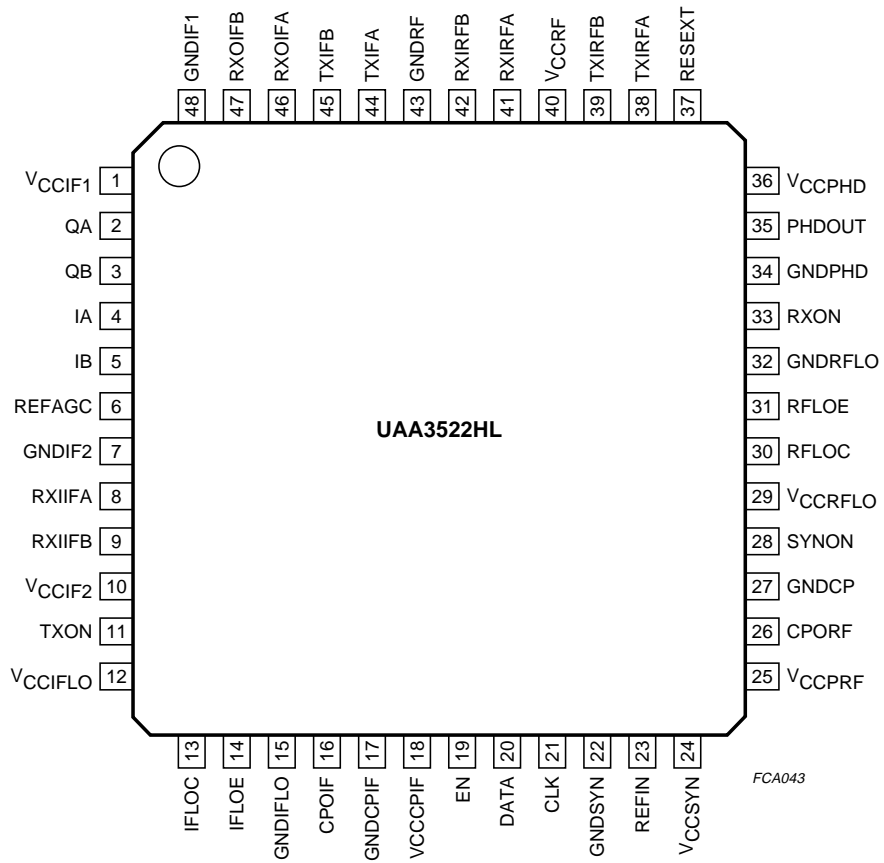 48 GNDIF1
47 RXOIFB
46 RXOIFA
45 TXIFB
44 TXIFA
43 GNDRF
42 RXIRFB
41 RXIRFA
40 VCCRF
39 TXIRFB
38 TXIRFA
37 RESEXT
VCCIF1 1
QA 2
QB 3
IA 4
IB 5
REFAGC 6
GNDIF2 7
RXIIFA 8
RXIIFB 9
VCCIF2 10
TXON 11
VCCIFLO 12
UAA3522HL
36 VCCPHD
35 PHDOUT
34 GNDPHD
33 RXON
32 GNDRFLO
31 RFLOE
30 RFLOC
29 VCCRFLO
28 SYNON
27 GNDCP
26 CPORF
25 VCCPRF
IFLOC 13
IFLOE 14
GNDIFLO 15
CPOIF 16
GNDCPIF 17
VCCCPIF 18
EN 19
DATA 20
CLK 21
GNDSYN 22
REFIN 23
VCCSYN 24
FCA043